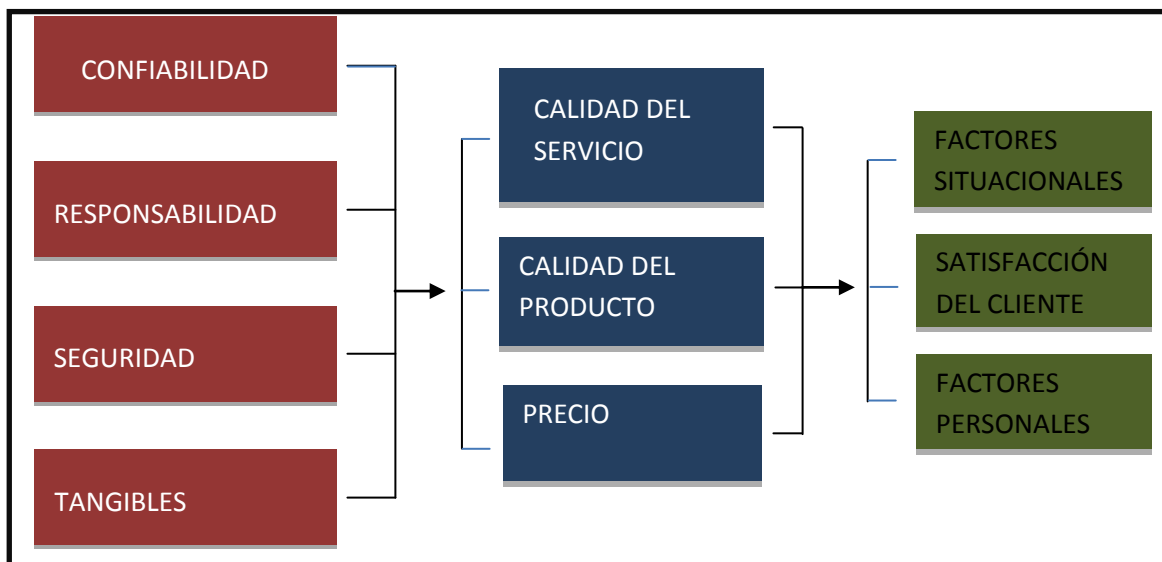 CONFIABILIDAD
RESPONSABILIDAD
SEGURIDAD
TANGIBLES
CALIDAD DEL
SERVICIO
CALIDAD DEL
PRODUCTO
PRECIO
FACTORES
SITUACIONALES
SATISFACCIÓN
DEL CLIENTE
FACTORES
PERSONALES